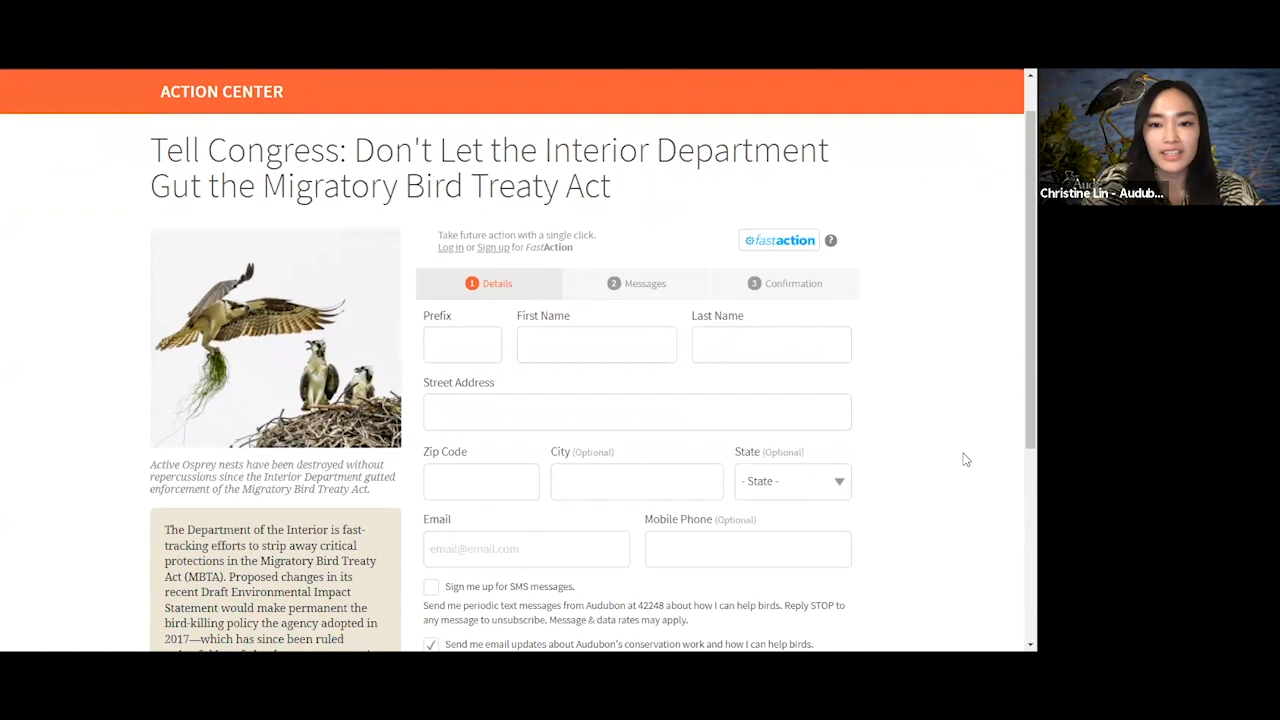 ACTION CENTER
Tell Congress: Don't Let the Interior Department
Gut the Migratory Bird Treaty Act
Take future action with a single click.
Log in or Sign up for FastAction
fastaction ?
1 Details
2 Messages
3 Confirmation
Prefix
First Name
Last Name
Street Address
Zip Code
City (Optional)
State (Optional)
- State -
Email
Mobile Phone (Optional)
email@email.com
Sign me up for SMS messages.
Send me periodic text messages from Audubon at 42248 about how I can help birds. Reply STOP to
any message to unsubscribe. Message & data rates may apply.
Send me email updates about Audubon's conservation work and how I can help birds.
Active Osprey nests have been destroyed without
repercussions since the Interior Department gutted
enforcement of the Migratory Bird Treaty Act.
The Department of the Interior is fast-
tracking efforts to strip away critical
protections in the Migratory Bird Treaty
Act (MBTA). Proposed changes in its
recent Draft Environmental Impact
Statement would make permanent the
bird-killing policy the agency adopted in
2017—which has since been ruled
Christine Lin - Audub...